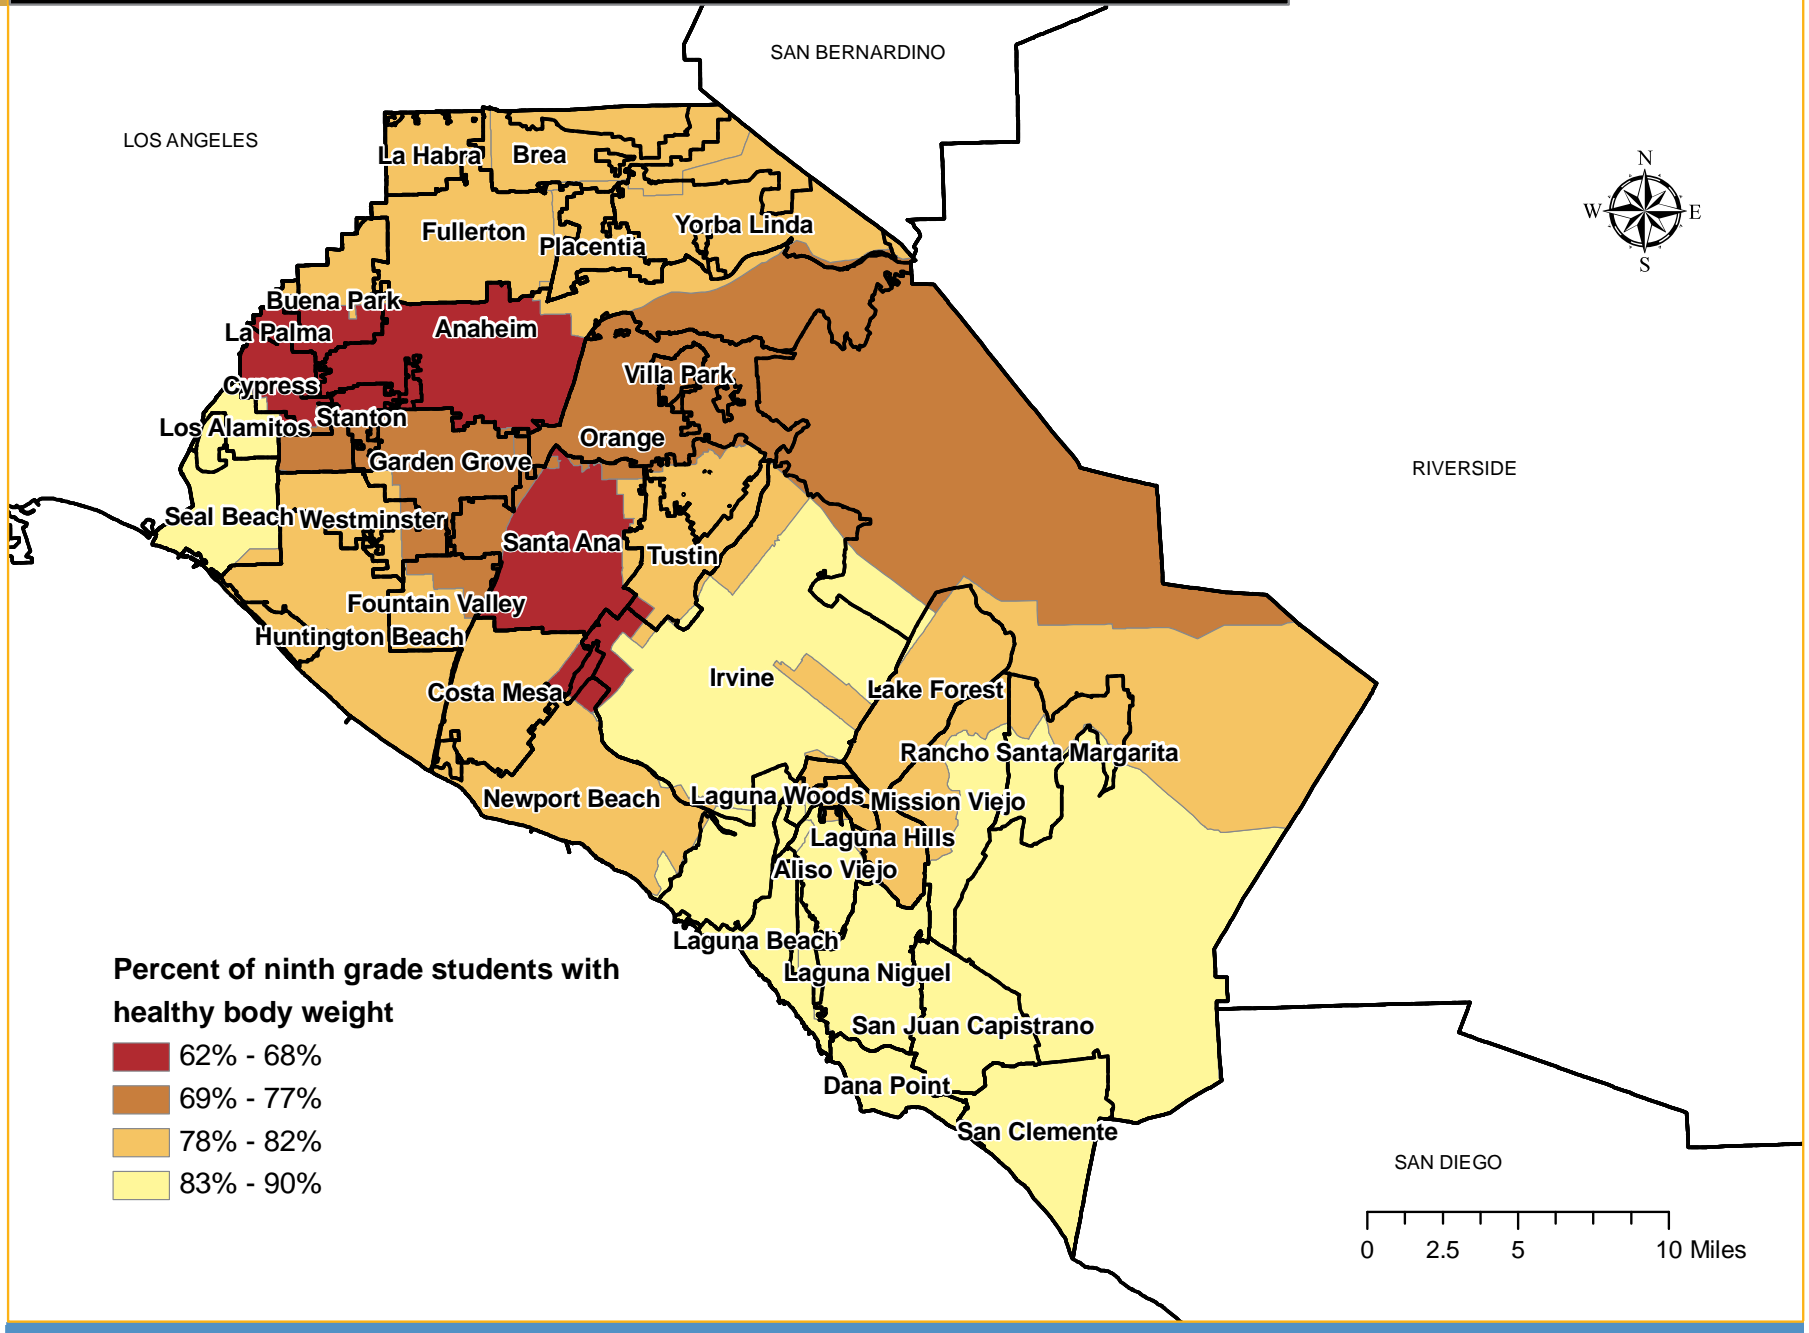 SAN BERNARDINO
LOS ANGELES
La Habra
Brea
N
W
E
S
Fullerton
Placentia
Yorba Linda
Buena Park
La Palma
Anaheim
Cypress
Villa Park
Stanton
Los Alamitos
Orange
Garden Grove
RIVERSIDE
Seal Beach
Westminster
Santa Ana
Tustin
Fountain Valley
Huntington Beach
Irvine
Costa Mesa
Lake Forest
Rancho Santa Margarita
Newport Beach
Laguna Woods
Mission Viejo
Laguna Hills
Aliso Viejo
Laguna Beach
Laguna Niguel
San Juan Capistrano
Dana Point
San Clemente
SAN DIEGO
Percent of ninth grade students with
healthy body weight
62% - 68%
69% - 77%
78% - 82%
83% - 90%
0 2.5 5 10 Miles